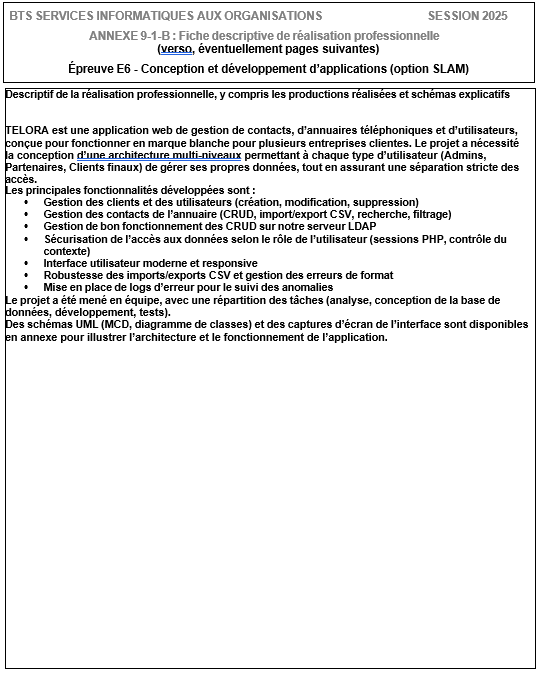 BTS SERVICES INFORMATIQUES AUX ORGANISATIONS SESSION 2025
ANNEXE 9-1-B : Fiche descriptive de réalisation professionnelle
(verso, éventuellement pages suivantes)
Épreuve E6 - Conception et développement d'applications (option SLAM)
Descriptif de la réalisation professionnelle, y compris les productions réalisées et schémas explicatifs
TELORA est une application web de gestion de contacts, d'annuaires téléphoniques et d'utilisateurs,
conçue pour fonctionner en marque blanche pour plusieurs entreprises clientes. Le projet a nécessité
la conception d'une architecture multi-niveaux permettant à chaque type d'utilisateur (Admins,
Partenaires, Clients finaux) de gérer ses propres données, tout en assurant une séparation stricte des
accès.
Les principales fonctionnalités développées sont :
• Gestion des clients et des utilisateurs (création, modification, suppression)
• Gestion des contacts de l'annuaire (CRUD, import/export CSV, recherche, filtrage)
• Gestion de bon fonctionnement des CRUD sur notre serveur LDAP
• Sécurisation de l'accès aux données selon le rôle de l'utilisateur (sessions PHP, contrôle du
contexte)
• Interface utilisateur moderne et responsive
• Robustesse des imports/exports CSV et gestion des erreurs de format
• Mise en place de logs d'erreur pour le suivi des anomalies
Le projet a été mené en équipe, avec une répartition des tâches (analyse, conception de la base de
données, développement, tests).
Des schémas UML (MCD, diagramme de classes) et des captures d'écran de l'interface sont disponibles
en annexe pour illustrer l'architecture et le fonctionnement de l'application.